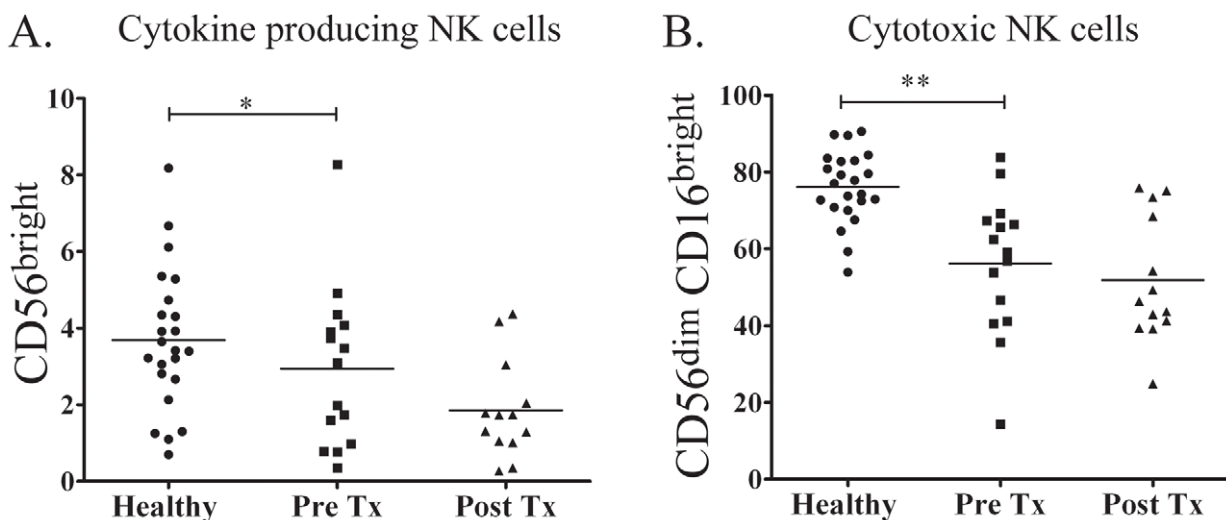 A. Cytokine producing NK cells
10
8
6
4
2
0
CD56bright
*
Healthy Pre Tx Post Tx
B. Cytotoxic NK cells
100
80
60
40
20
0
CD56dim CD16bright
**
Healthy Pre Tx Post Tx